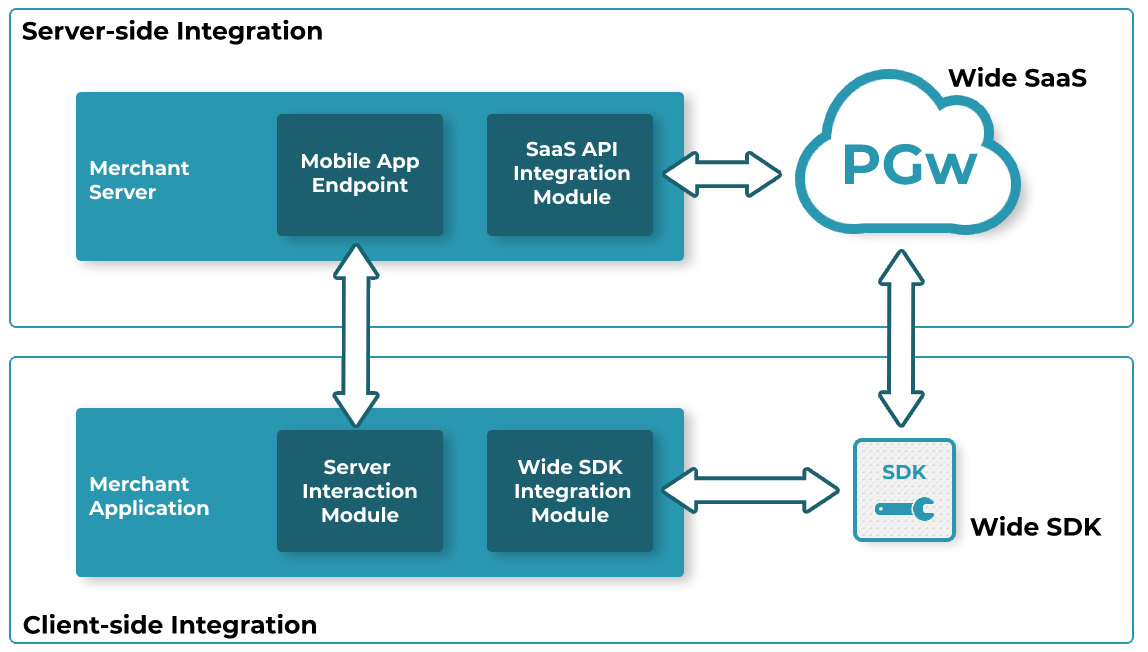 Server-side Integration
Wide SaaS
Merchant
Server
Mobile App
Endpoint
SaaS API
Integration
Module
PGw
Merchant
Application
Server
Interaction
Module
Wide SDK
Integration
Module
SDK
Wide SDK
Client-side Integration